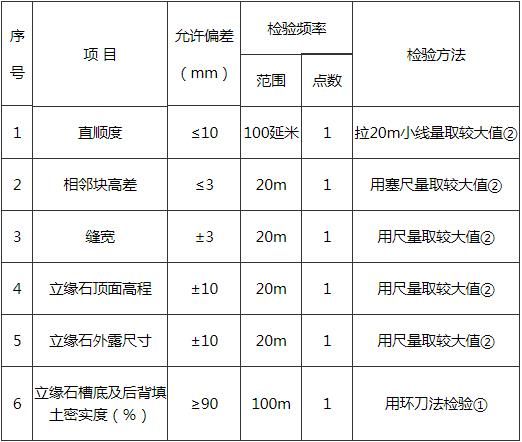 序号 项 目 允许偏差（mm） 检验频率 检验方法
范围 点数
1 直顺度 ≤10 100延米 1 拉20m小线量取较大值②
2 相邻块高差 ≤3 20m 1 用塞尺量取较大值②
3 缝宽 ±3 20m 1 用尺量取较大值②
4 立缘石顶面高程 ±10 20m 1 用尺量取较大值②
5 立缘石外露尺寸 ±10 20m 1 用尺量取较大值②
6 立缘石槽底及后背填土密实度（%） ≥90 100m 1 用环刀法检验①